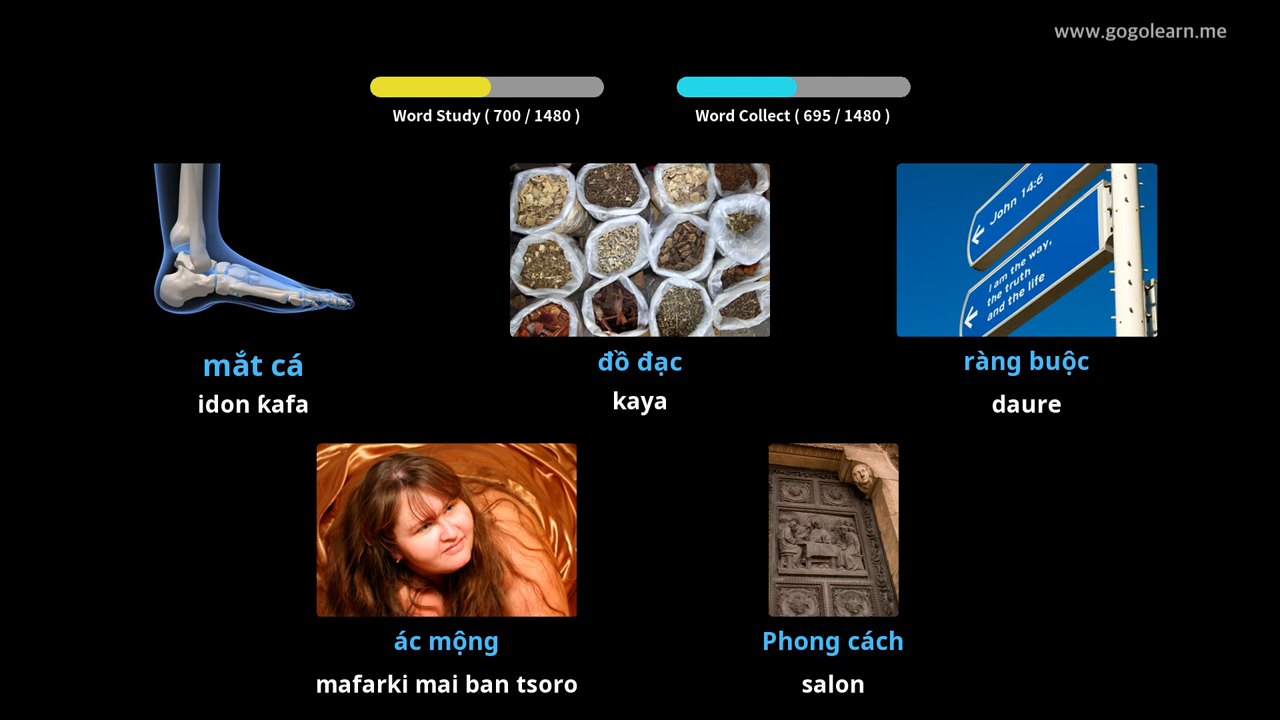 www.gogolearn.me
Word Study ( 700 / 1480 )
Word Collect ( 695 / 1480 )
John 14:6
I am the way,
the truth
and the life
mắt cá
idon ƙafa
đồ đạc
kaya
ràng buộc
daure
ác mộng
mafarki mai ban tsoro
Phong cách
salon